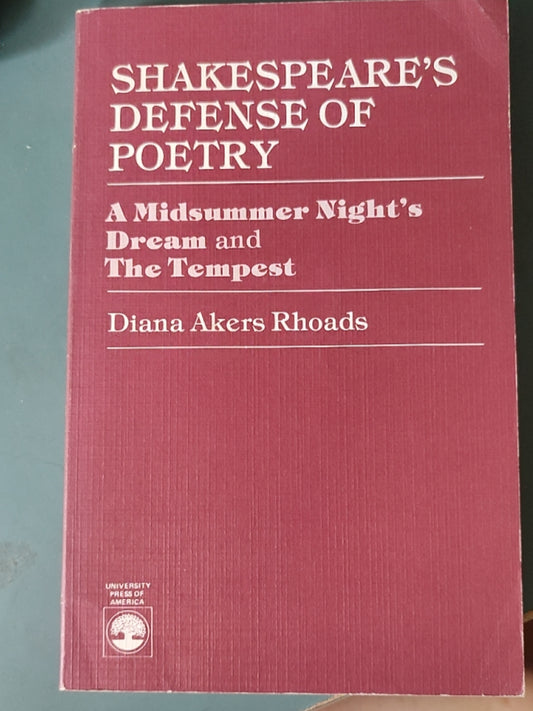 SHAKESPEARE'S
DEFENSE OF
POETRY
A Midsummer Night's
Dream and
The Tempest
Diana Akers Rhoads
UNIVERSITY
PRESS OF
AMERICA